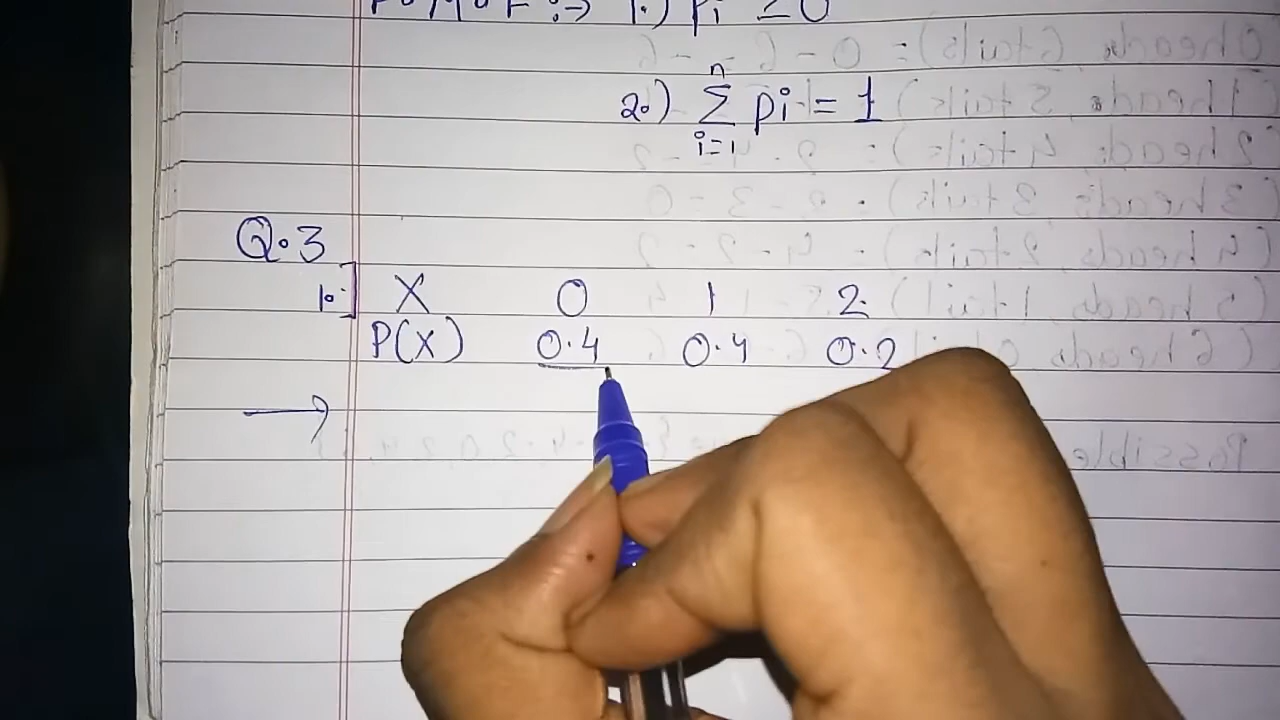 P.M.F :→ 1.) pi ≥ 0
2.) n Σ i=1 pi = 1
Q.3
1. X 0 1 2
P(X) 0.4 0.4 0.2
→